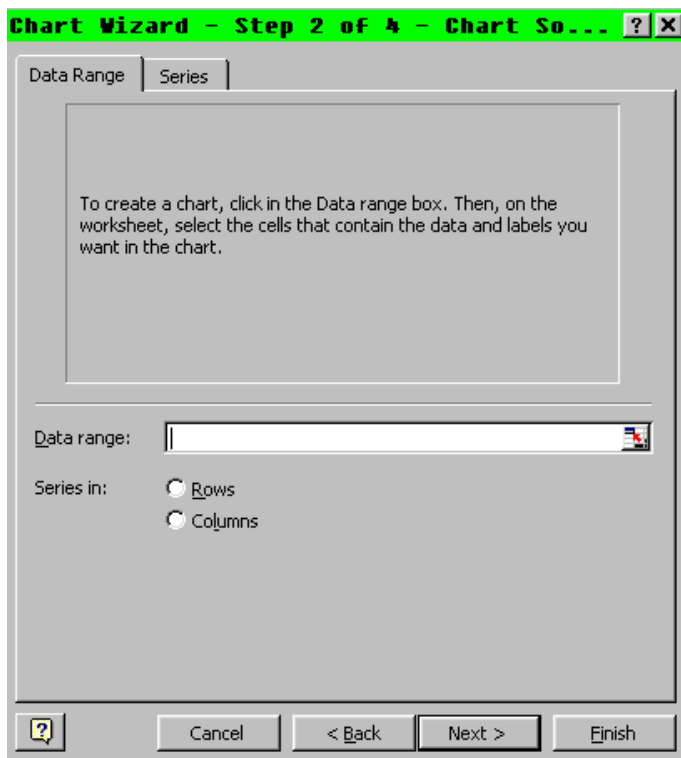 Chart Wizard - Step 2 of 4 - Chart So... ? X
Data Range Series
To create a chart, click in the Data range box. Then, on the
worksheet, select the cells that contain the data and labels you
want in the chart.
Data range:
Series in: Rows
Columns
? Cancel < Back Next > Finish